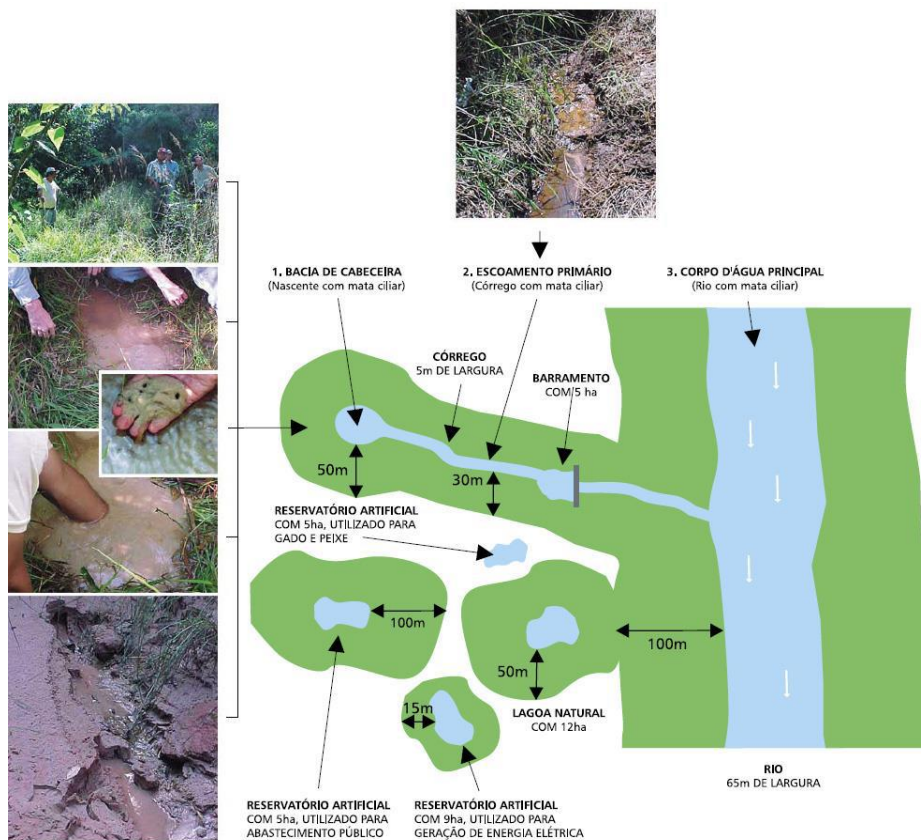 1. BACIA DE CABECEIRA
(Nascente com mata ciliar)
2. ESCOAMENTO PRIMÁRIO
(Córrego com mata ciliar)
3. CORPO D'ÁGUA PRINCIPAL
(Rio com mata ciliar)
CÓRREGO
5m DE LARGURA
BARRAMENTO
COM 5 ha
50m
30m
RESERVATÓRIO ARTIFICIAL
COM 5ha, UTILIZADO PARA
GADO E PEIXE
100m
50m
100m
15m
LAGOA NATURAL
COM 12ha
RIO
65m DE LARGURA
RESERVATÓRIO ARTIFICIAL
COM 5ha, UTILIZADO PARA
ABASTECIMENTO PÚBLICO
RESERVATÓRIO ARTIFICIAL
COM 9ha, UTILIZADO PARA
GERAÇÃO DE ENERGIA ELÉTRICA